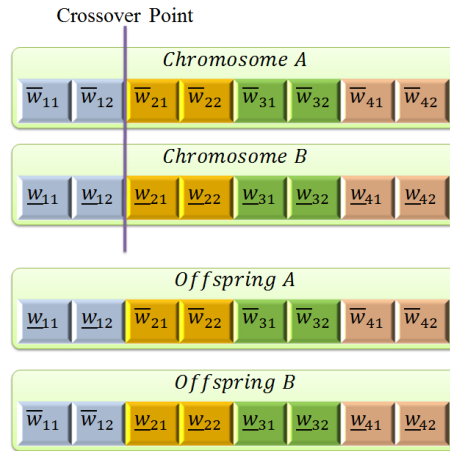 Crossover Point
Chromosome A
w̅₁₁ w̅₁₂ w̅₂₁ w̅₂₂ w̅₃₁ w̅₃₂ w̅₄₁ w̅₄₂
Chromosome B
w̲₁₁ w̲₁₂ w̲₂₁ w̲₂₂ w̲₃₁ w̲₃₂ w̲₄₁ w̲₄₂
Offspring A
w̲₁₁ w̲₁₂ w̅₂₁ w̅₂₂ w̅₃₁ w̅₃₂ w̅₄₁ w̅₄₂
Offspring B
w̅₁₁ w̅₁₂ w̲₂₁ w̲₂₂ w̲₃₁ w̲₃₂ w̲₄₁ w̲₄₂